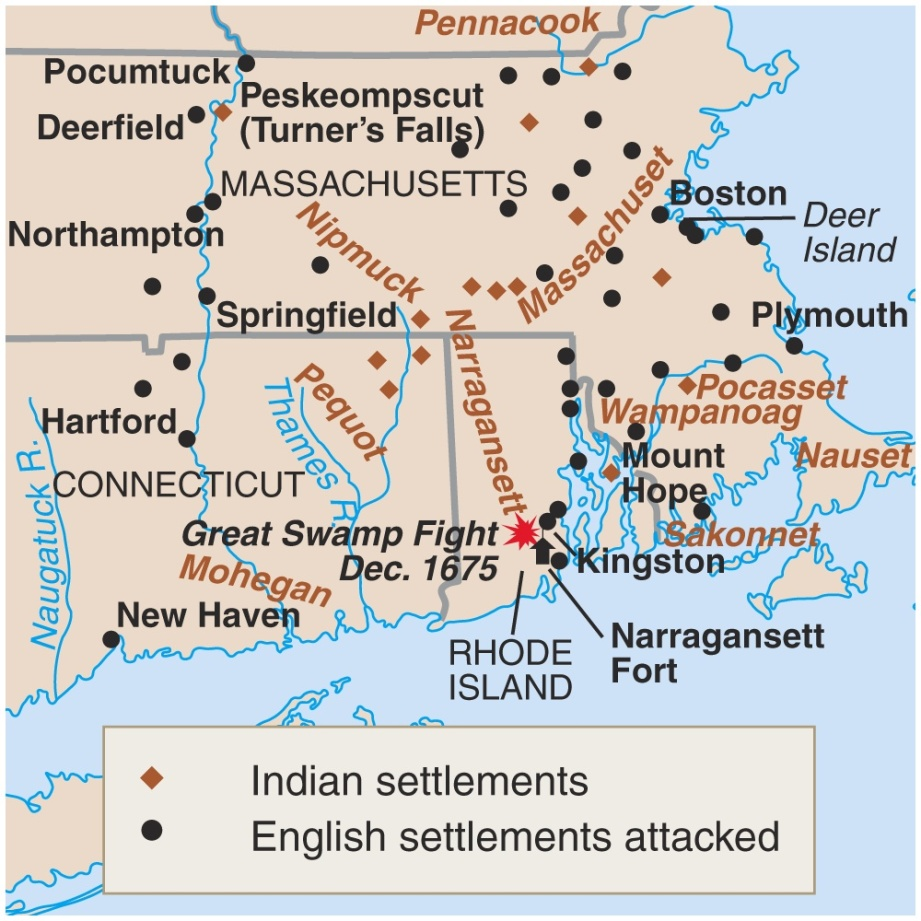 Pennacook
Pocumtuck
Peskeompscut
(Turner's Falls)
Deerfield
MASSACHUSETTS
Massachuset
Boston
Deer
Island
Northampton
Nipmuck
Springfield
Plymouth
Narragansett
Pequot
Pocasset
Wampanoag
Hartford
Thames R.
Mount
Hope
Nauset
Naugatuck R.
CONNECTICUT
Great Swamp Fight
Dec. 1675
Sakonnet
Kingston
Mohegan
New Haven
RHODE
ISLAND
Narragansett
Fort
Indian settlements
English settlements attacked